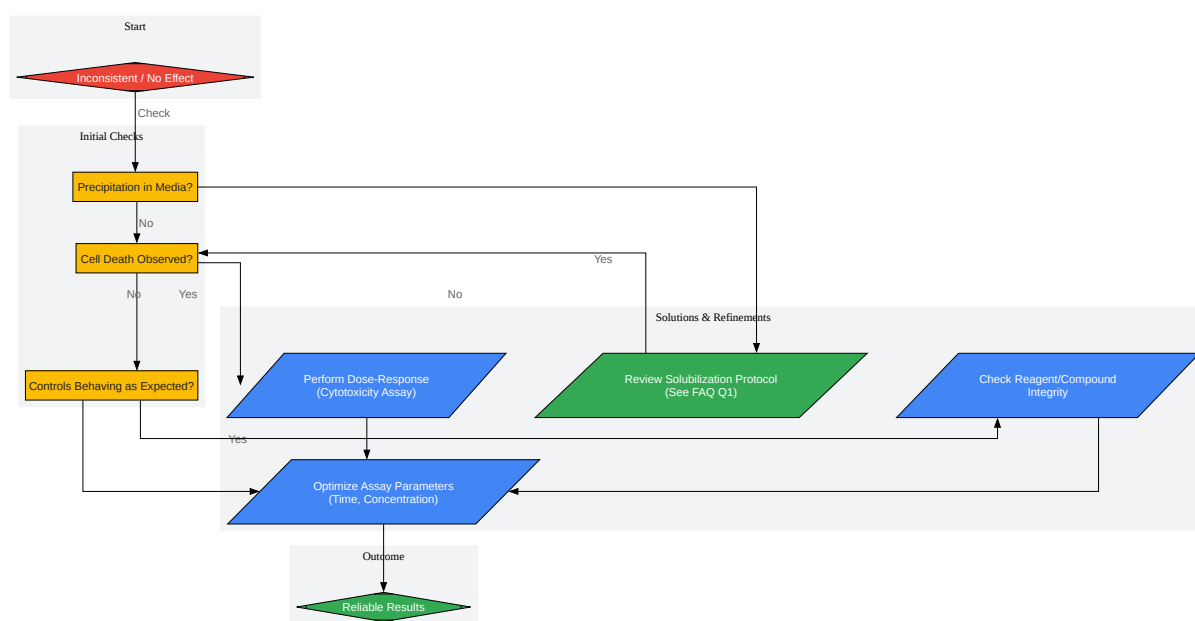 Start
Inconsistent / No Effect
Check
Initial Checks
Precipitation in Media?
No
Cell Death Observed?
Yes
No
Yes
No
Solutions & Refinements
Controls Behaving as Expected?
Perform Dose-Response
(Cytotoxicity Assay)
Review Solubilization Protocol
(See FAQ Q1)
Check Reagent/Compound
Integrity
Yes
Optimize Assay Parameters
(Time, Concentration)
Outcome
Reliable Results